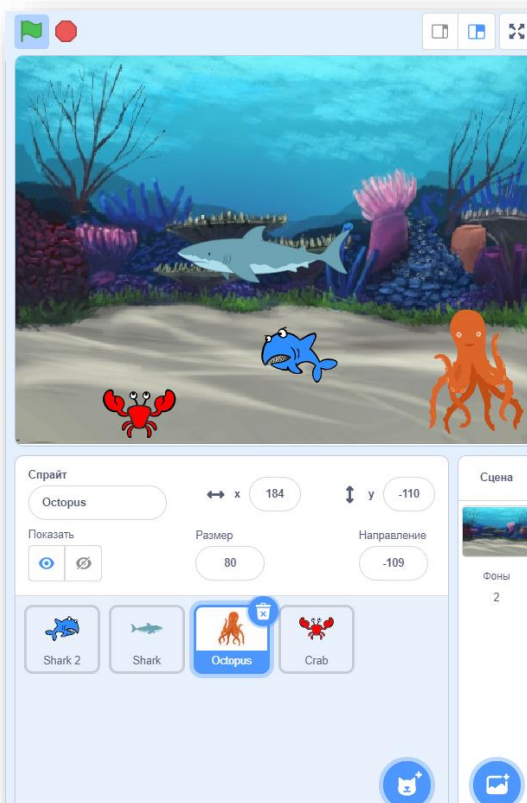 Спрайт
Octopus
x 184
y -110
Показать
Размер
80
Направление
-109
Shark 2
Shark
Octopus
Crab
Сцена
Фоны
2